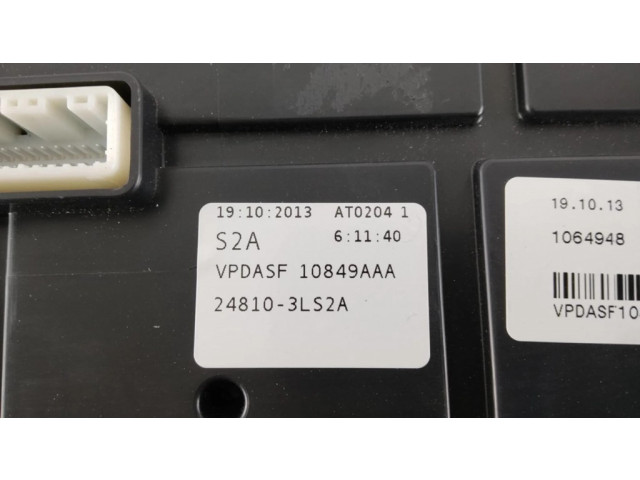 19:10:2013 AT0204 1
S2A 6:11:40
VPDASF 10849AAA
24810-3LS2A
19.10.13
1064948
VPDASF10